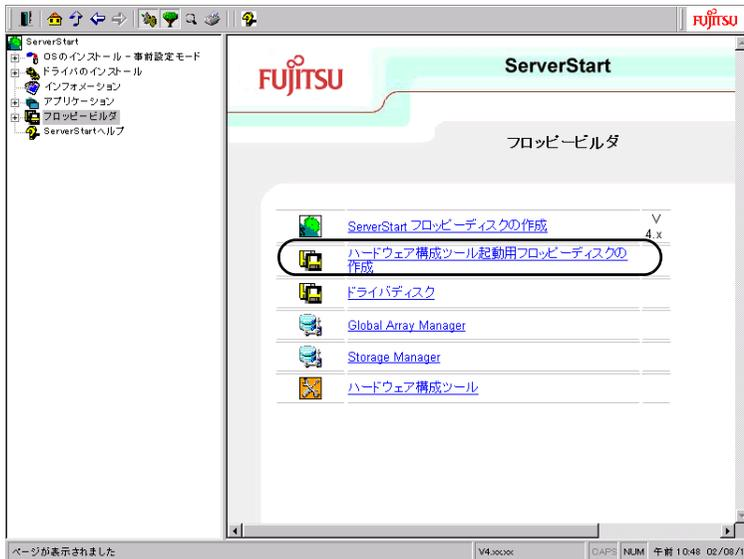 FUJITSU
ServerStart
OSのインストール - 事前設定モード
ドライバのインストール
インフォメーション
アプリケーション
フロッピービルダ
ServerStartヘルプ
FUJITSU
ServerStart
フロッピービルダ
ServerStart フロッピーディスクの作成
V
4.x
ハードウェア構成ツール起動用フロッピーディスクの
作成
ドライバディスク
Global Array Manager
Storage Manager
ハードウェア構成ツール
ページが表示されました
V4.xx.xxx
CAPS
NUM
午前 10:48